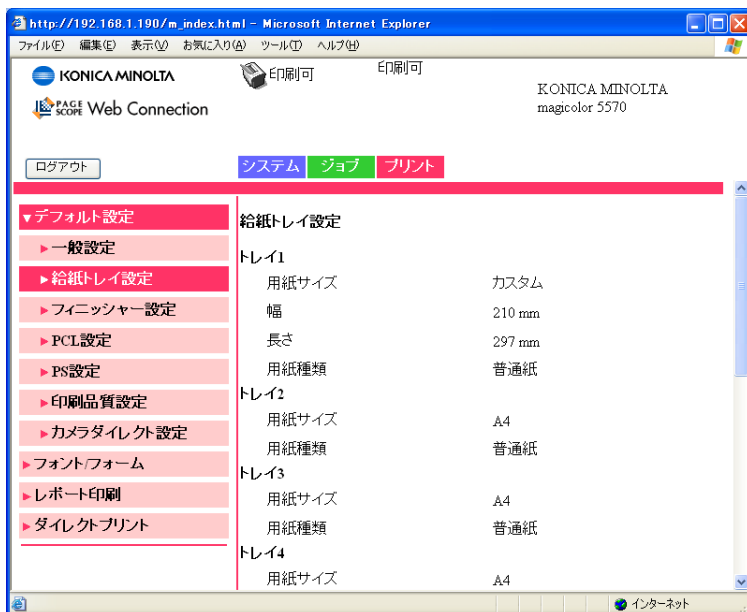 http://192.168.1.190/m_index.html - Microsoft Internet Explorer
ファイル(F) 編集(E) 表示(V) お気に入り(A) ツール(T) ヘルプ(H)
KONICA MINOLTA
印刷可
印刷可
PAGE SCOPE Web Connection
KONICA MINOLTA
magicolor 5570
ログアウト
システム
ジョブ
プリント
▼デフォルト設定
▶一般設定
▶給紙トレイ設定
▶フィニッシャー設定
▶PCL設定
▶PS設定
▶印刷品質設定
▶カメラダイレクト設定
▶フォント/フォーム
▶レポート印刷
▶ダイレクトプリント
給紙トレイ設定
トレイ1
用紙サイズ カスタム
幅 210 mm
長さ 297 mm
用紙種類 普通紙
トレイ2
用紙サイズ A4
用紙種類 普通紙
トレイ3
用紙サイズ A4
用紙種類 普通紙
トレイ4
用紙サイズ A4
インターネット